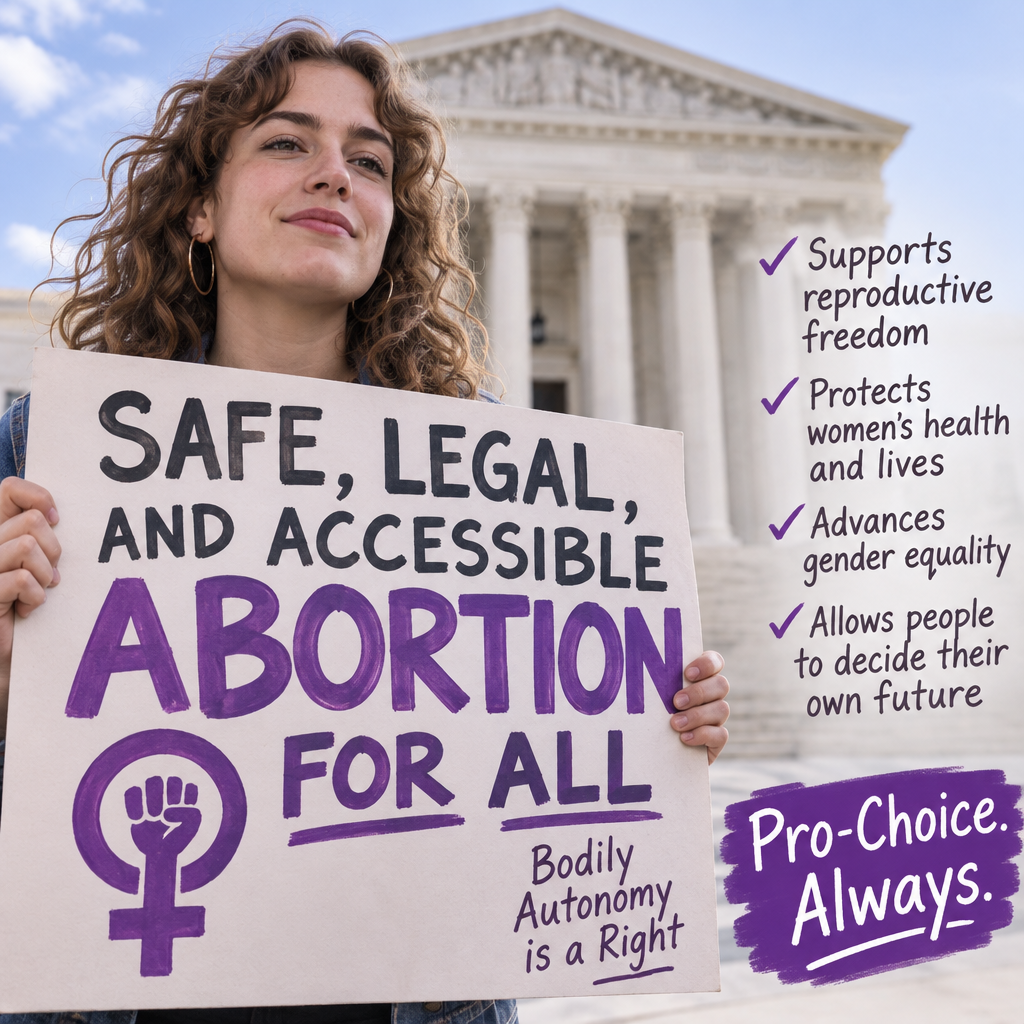 SAFE, LEGAL,
AND ACCESSIBLE
ABORTION
FOR ALL
Bodily
Autonomy
is a Right
✓ Supports
reproductive
freedom
✓ Protects
women's health
and lives
✓ Advances
gender equality
✓ Allows people
to decide their
own future
Pro-Choice.
Always.